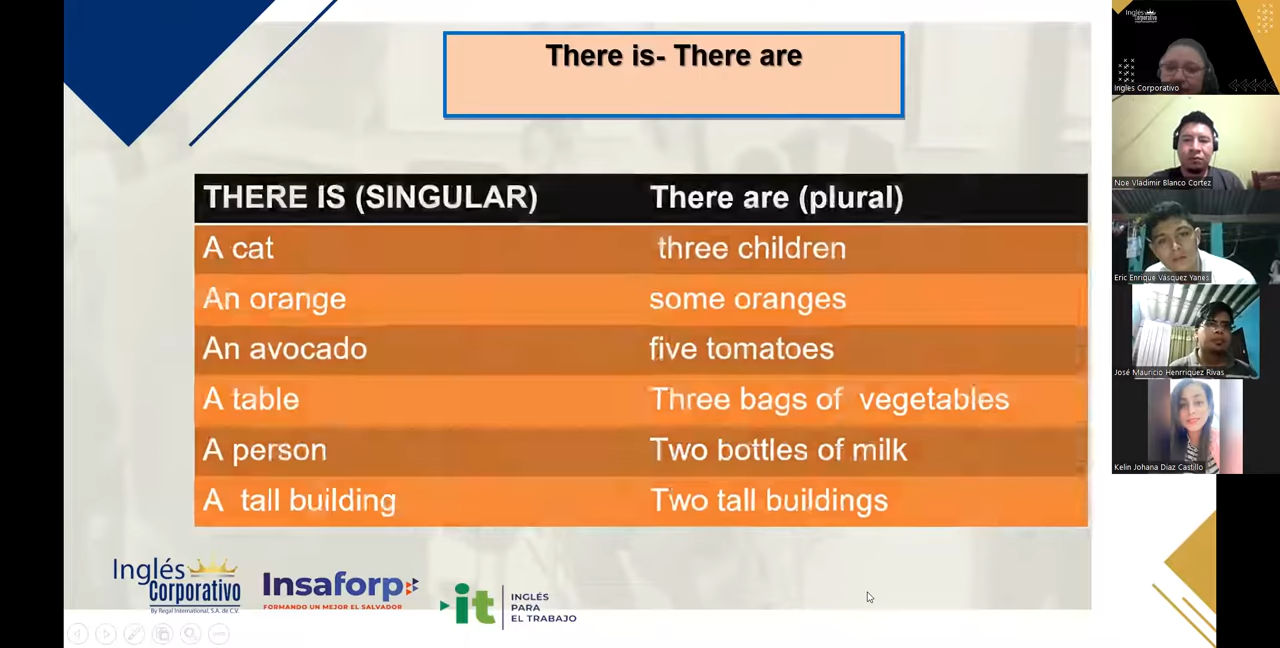 There is- There are
THERE IS (SINGULAR) There are (plural)
A cat three children
An orange some oranges
An avocado five tomatoes
A table Three bags of vegetables
A person Two bottles of milk
A tall building Two tall buildings
Inglés
Corporativo
By Regal International, S.A. de C.V.
Insaforp
FORMANDO UN MEJOR EL SALVADOR
it
INGLÉS
PARA
EL TRABAJO
Inglés
Corporativo
Ingles Corporativo
Noe Vladimir Blanco Cortez
Eric Enrique Vásquez Yanes
José Mauricio Henrriquez Rivas
Kelin Johana Diaz Castillo